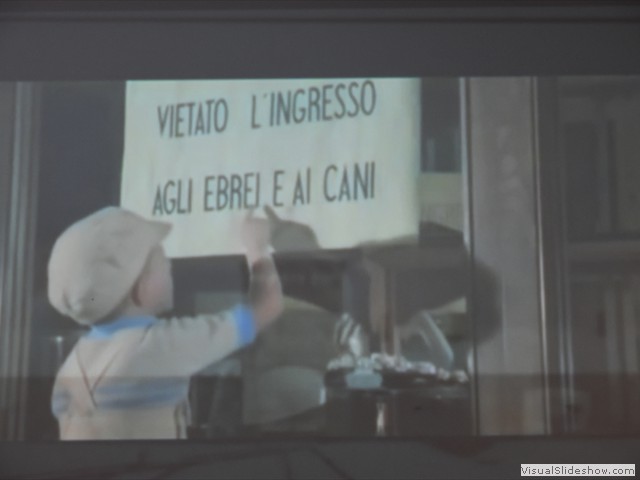 VIETATO L'INGRESSO
AGLI EBREI E AI CANI
VisualSlideshow.com